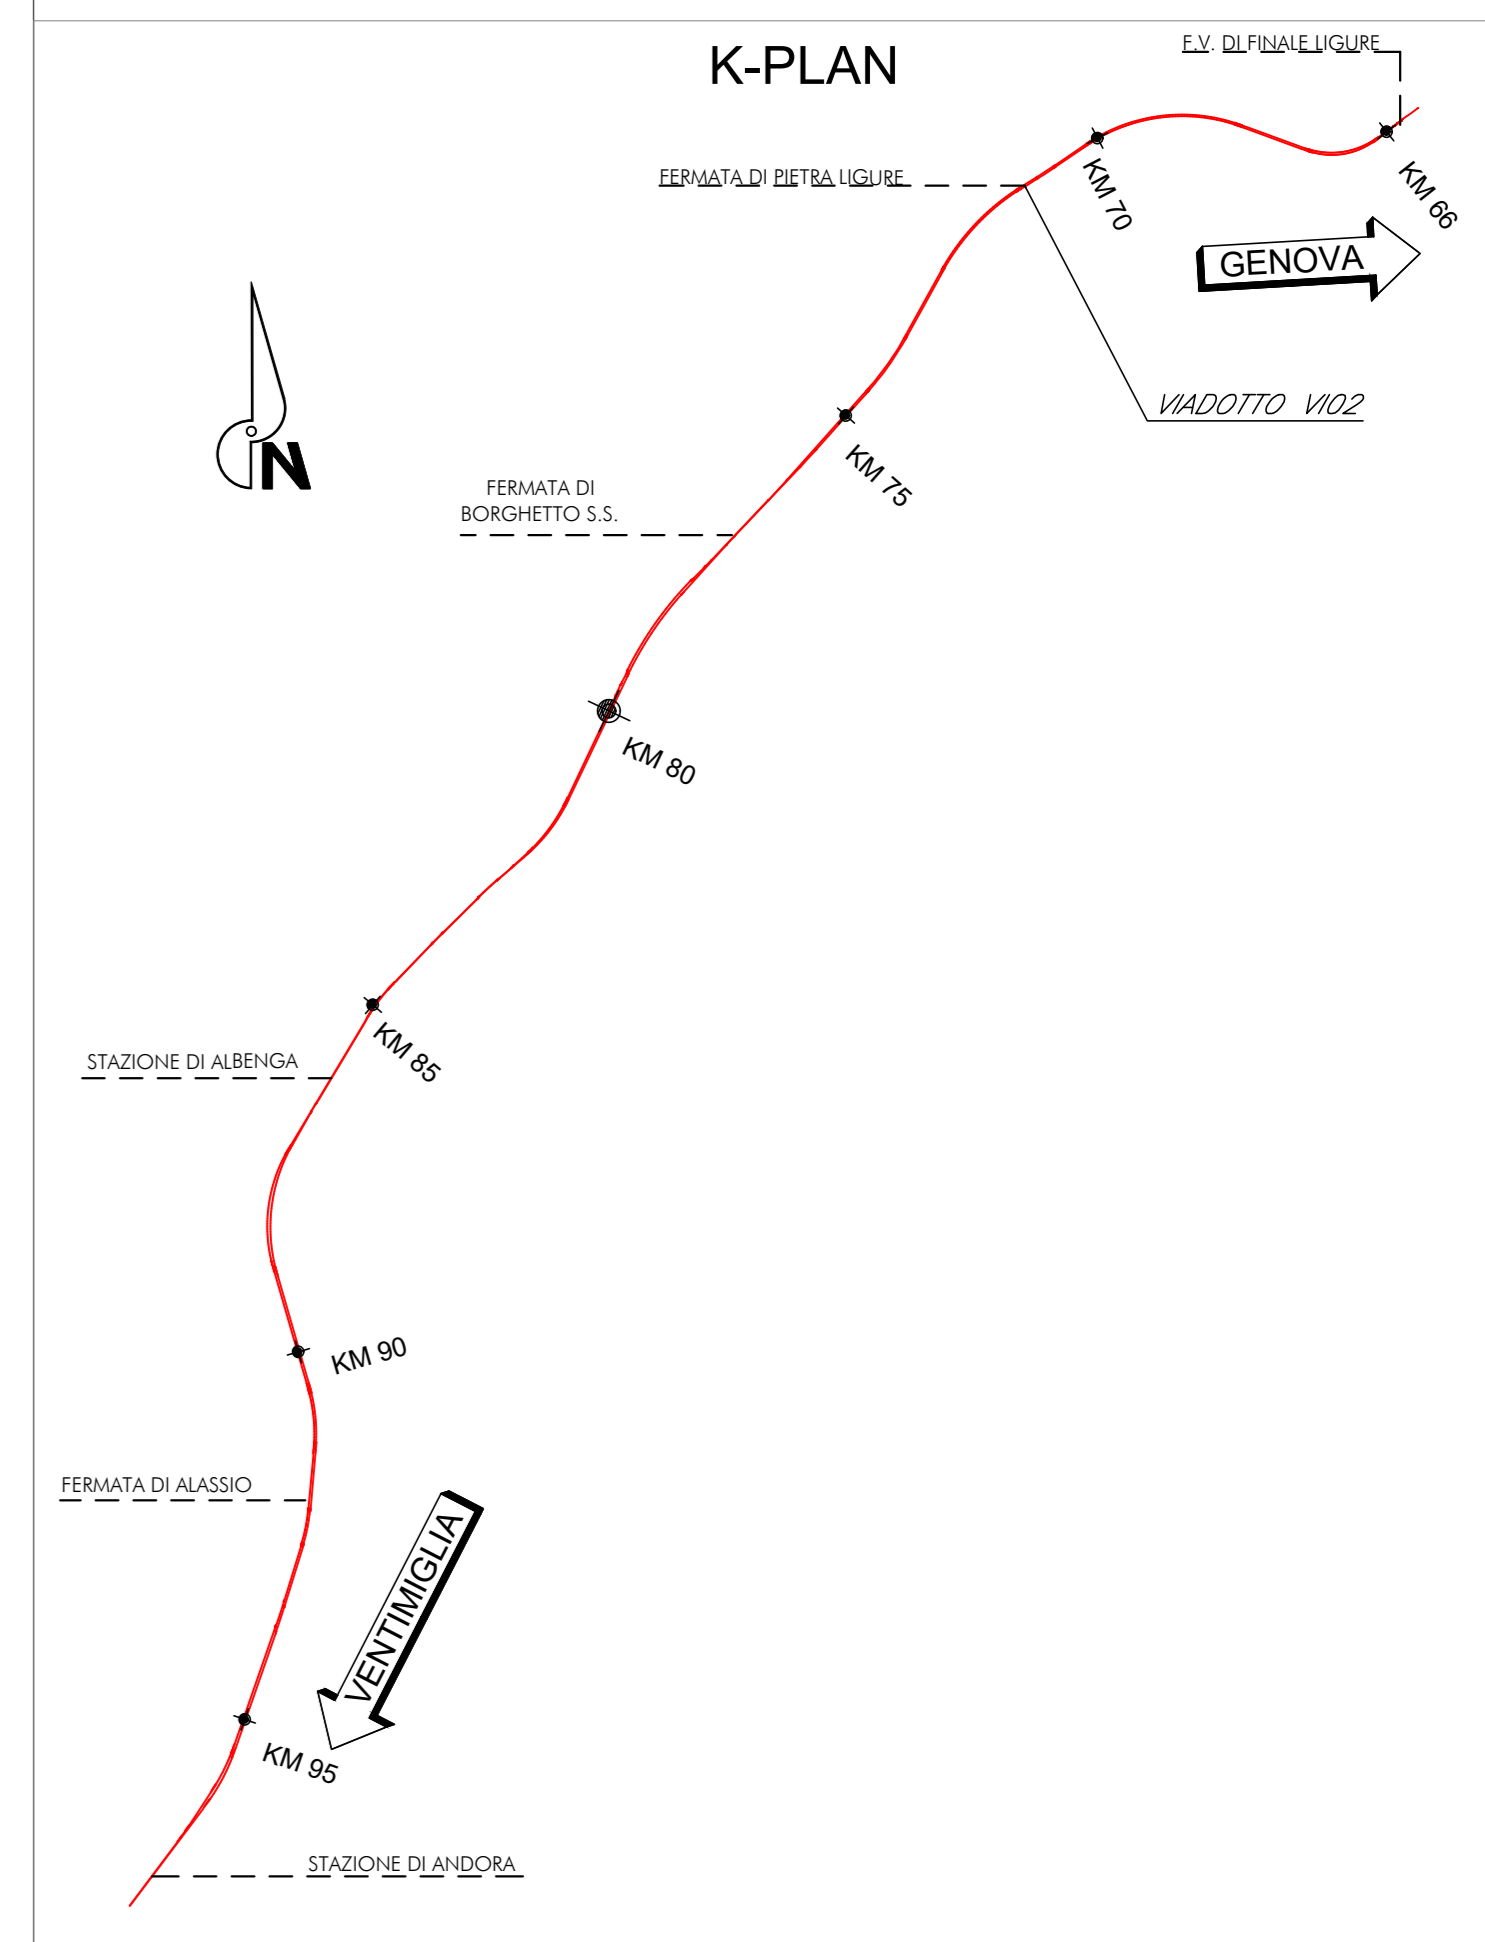 K-PLAN
F.V. DI FINALE LIGURE
FERMATA DI PIETRA LIGURE
KM 70
KM 66
GENOVA
VIADOTTO VI02
KM 75
N
FERMATA DI
BORGHETTO S.S.
KM 80
KM 85
STAZIONE DI ALBENGA
KM 90
FERMATA DI ALASSIO
VENTIMIGLIA
KM 95
STAZIONE DI ANDORA